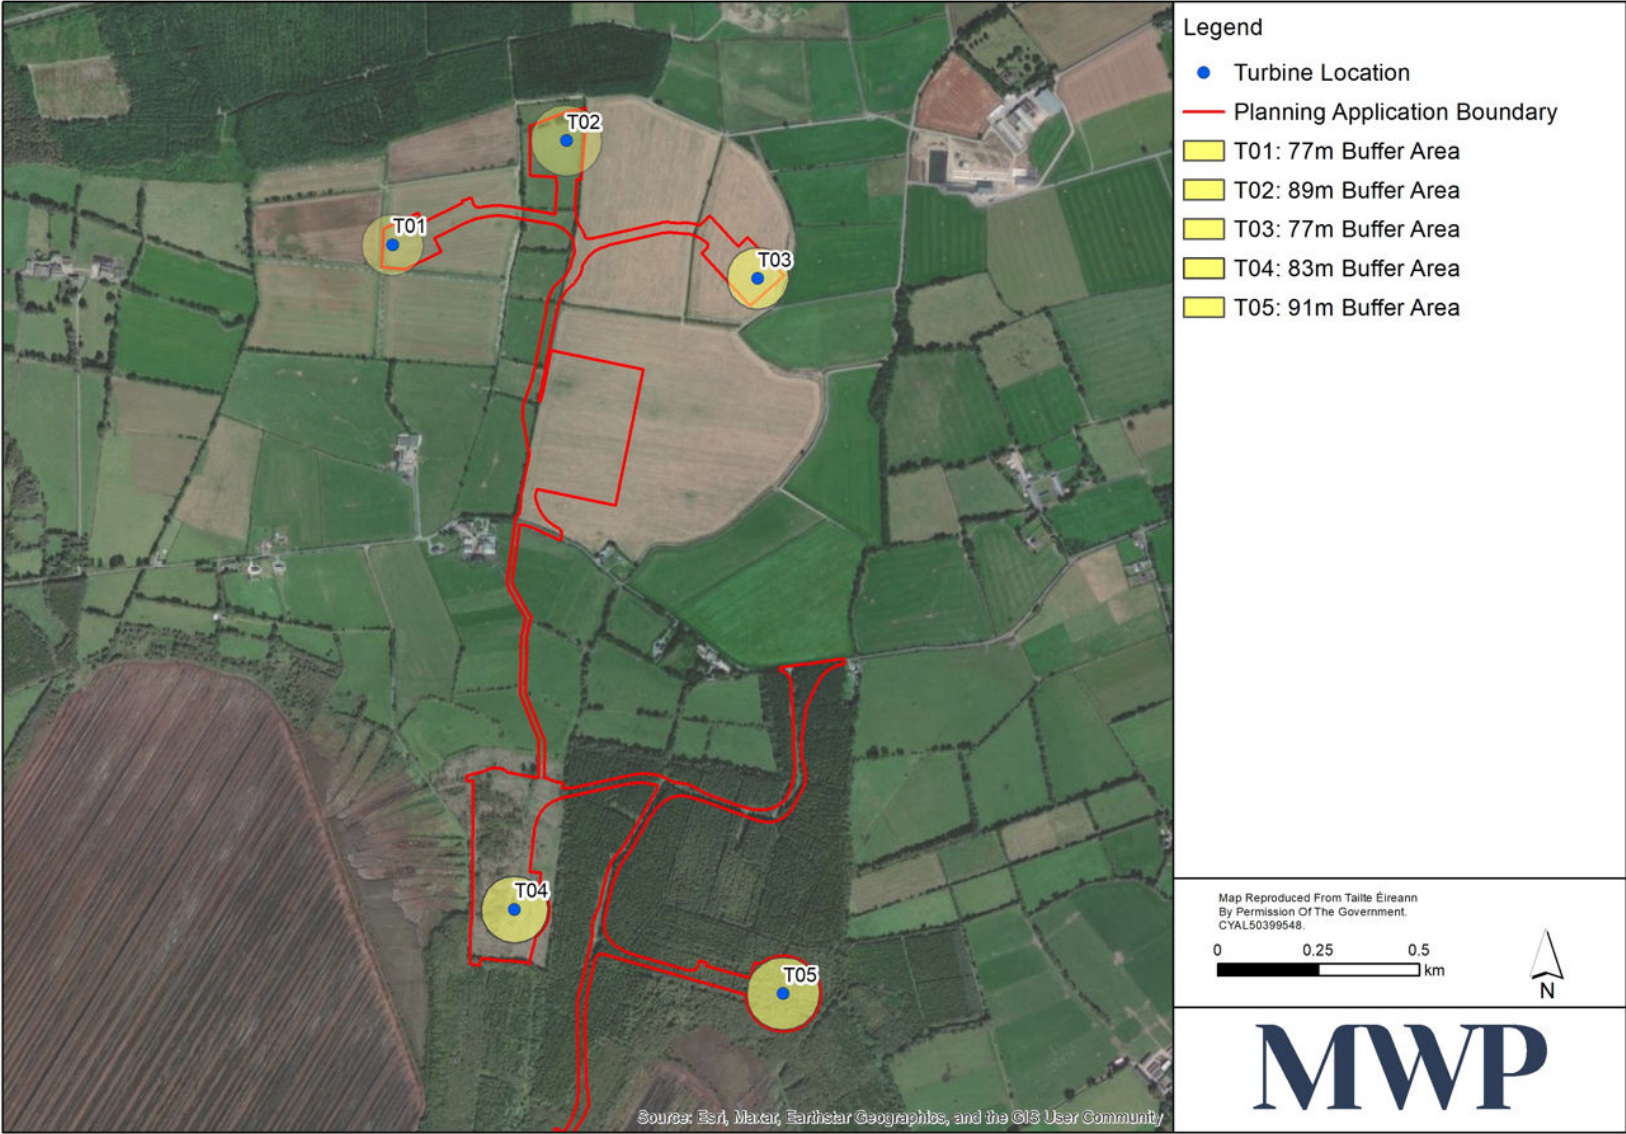 Legend
Turbine Location
Planning Application Boundary
T01: 77m Buffer Area
T02: 89m Buffer Area
T03: 77m Buffer Area
T04: 83m Buffer Area
T05: 91m Buffer Area
T02
T01
T03
T04
T05
Map Reproduced From Tailte Éireann
By Permission Of The Government.
CYAL50399548.
0 0.25 0.5
km
N
MWP
Source: Esri, Maxar, Earthstar Geographics, and the GIS User Community